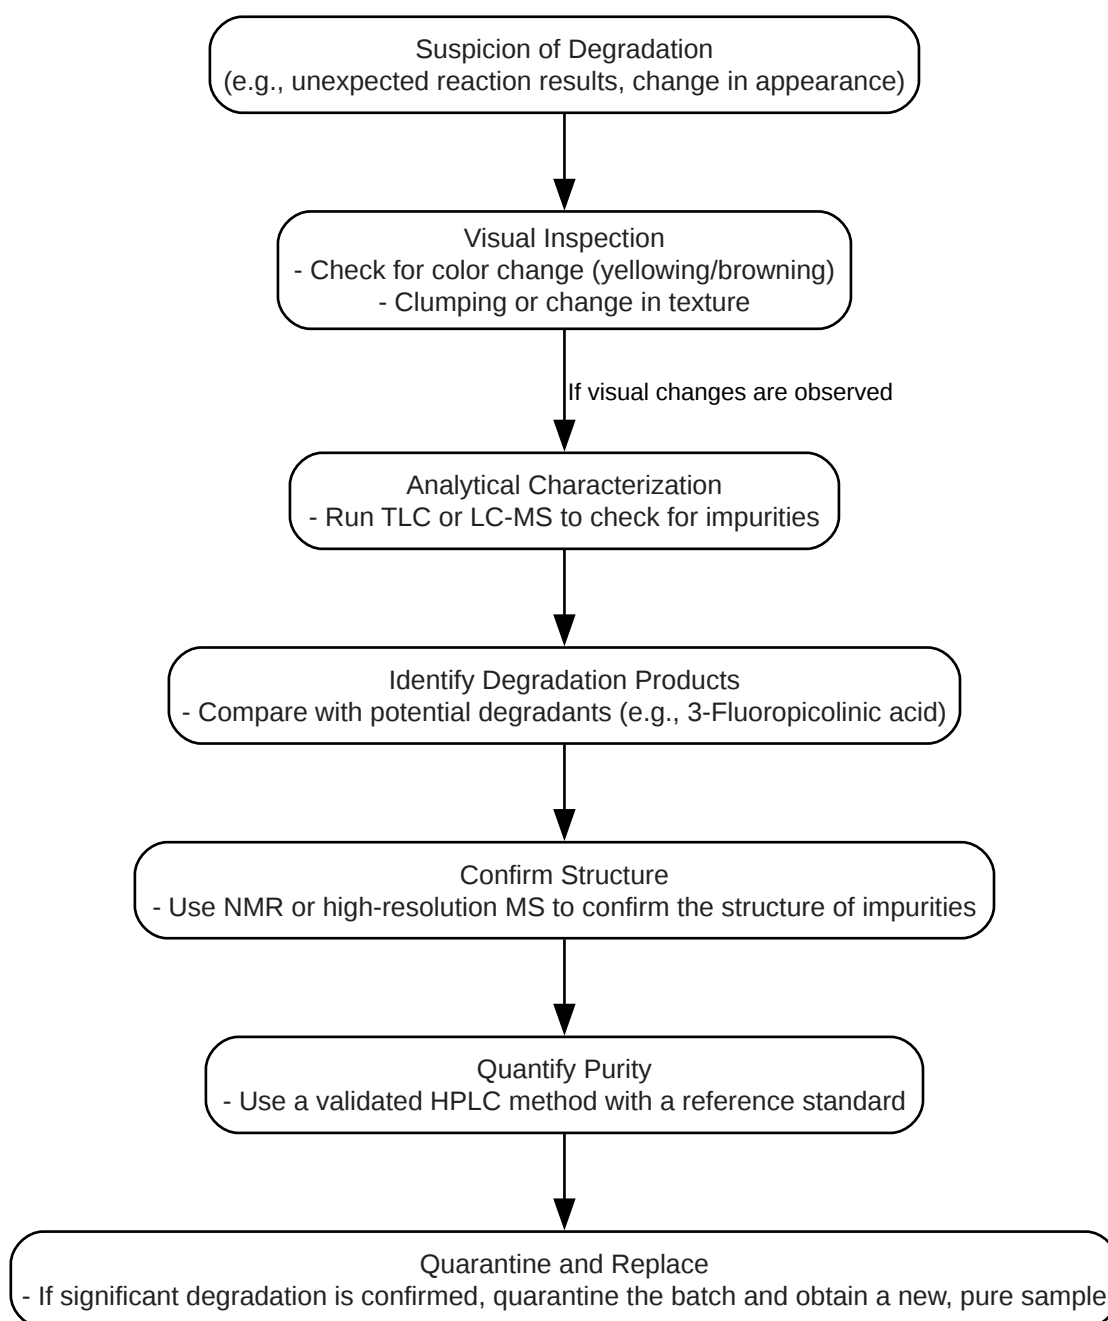 Suspicion of Degradation
(e.g., unexpected reaction results, change in appearance)
Visual Inspection
- Check for color change (yellowing/browning)
- Clumping or change in texture
If visual changes are observed
Analytical Characterization
- Run TLC or LC-MS to check for impurities
Identify Degradation Products
- Compare with potential degradants (e.g., 3-Fluoropicolinic acid)
Confirm Structure
- Use NMR or high-resolution MS to confirm the structure of impurities
Quantify Purity
- Use a validated HPLC method with a reference standard
Quarantine and Replace
- If significant degradation is confirmed, quarantine the batch and obtain a new, pure sample